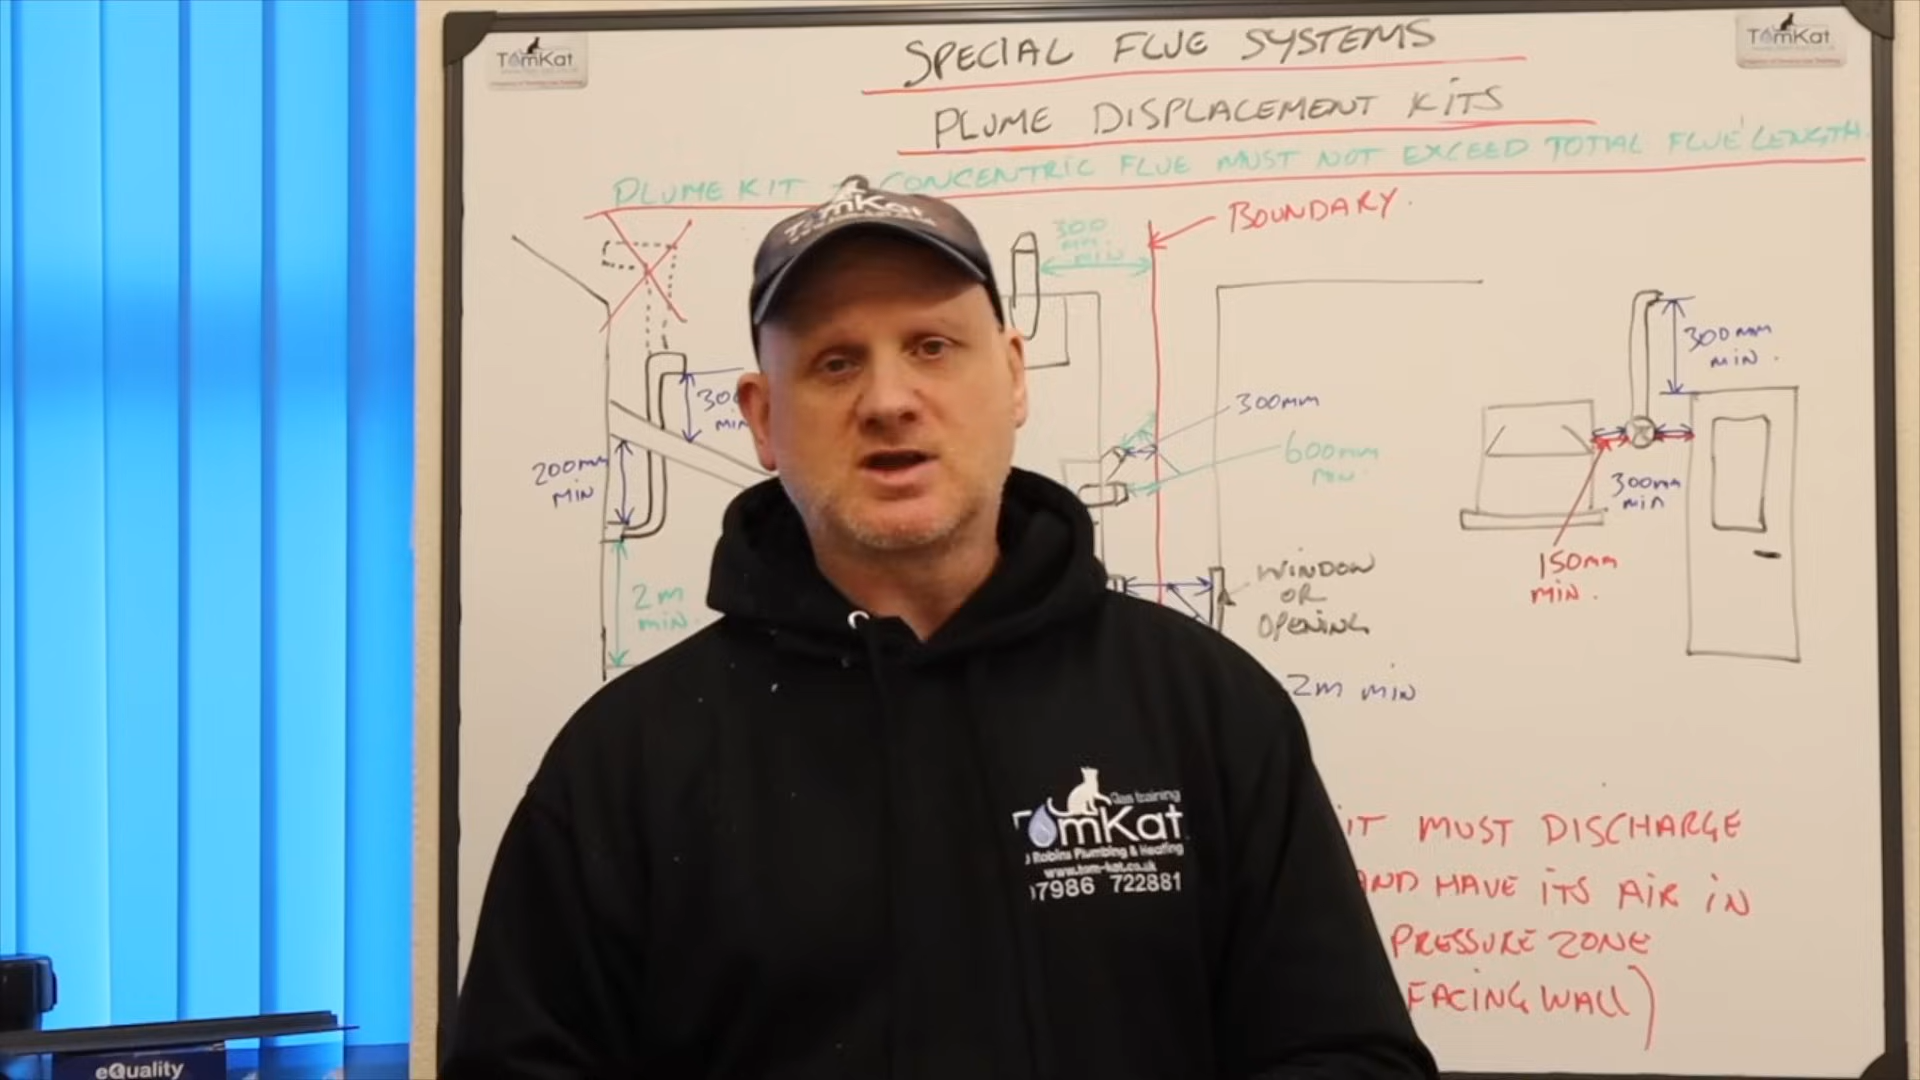 TomKat
TomKat
SPECIAL FLUE SYSTEMS
PLUME DISPLACEMENT KITS
PLUME KIT + CONCENTRIC FLUE MUST NOT EXCEED TOTAL FLUE LENGTH
BOUNDARY
300
mm
MIN
TomKat
300mm
MIN.
300
MIN
300mm
600mm
MIN.
200mm
MIN
300mm
MIN
150mm
MIN.
WINDOW
OR
OPENING
2m
MIN.
2m MIN
IT MUST DISCHARGE
AND HAVE ITS AIR IN
PRESSURE ZONE
FACING WALL)
Gas training
TomKat
Robins Plumbing & Heating
www.tom-kat.co.uk
07986 722881
eQuality